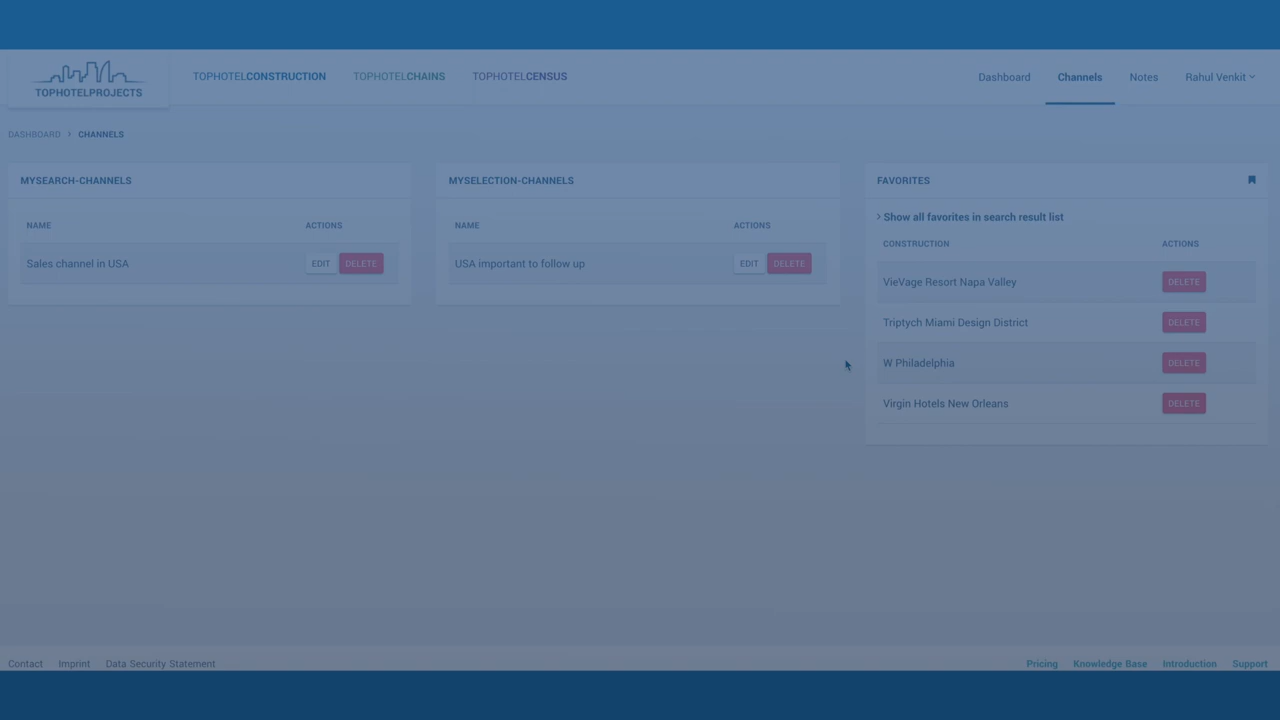 TOPHOTELPROJECTS
TOPHOTELCONSTRUCTION TOPHOTELCHAINS TOPHOTELCENSUS
Dashboard Channels Notes Rahul Venkit
DASHBOARD > CHANNELS
MYSEARCH-CHANNELS
NAME ACTIONS
Sales channel in USA EDIT DELETE
MYSELECTION-CHANNELS
NAME ACTIONS
USA important to follow up EDIT DELETE
FAVORITES
> Show all favorites in search result list
CONSTRUCTION ACTIONS
VieVage Resort Napa Valley DELETE
Triptych Miami Design District DELETE
W Philadelphia DELETE
Virgin Hotels New Orleans DELETE
Contact Imprint Data Security Statement
Pricing Knowledge Base Introduction Support